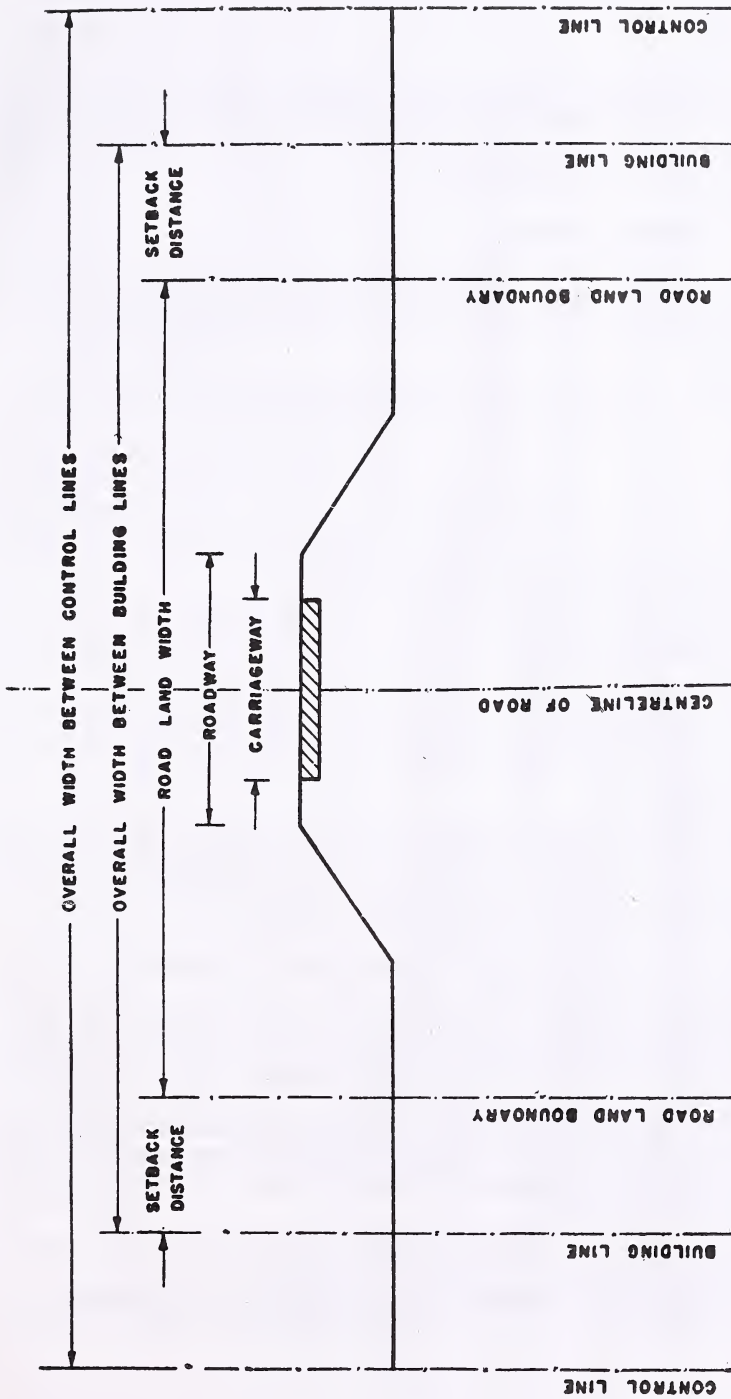 OVERALL WIDTH BETWEEN CONTROL LINES
OVERALL WIDTH BETWEEN BUILDING LINES
SETBACK
DISTANCE
ROAD LAND WIDTH
SETBACK
DISTANCE
ROADWAY
CARRIAGEWAY
CONTROL LINE
BUILDING LINE
ROAD LAND BOUNDARY
CENTRELINE OF ROAD
ROAD LAND BOUNDARY
BUILDING LINE
CONTROL LINE